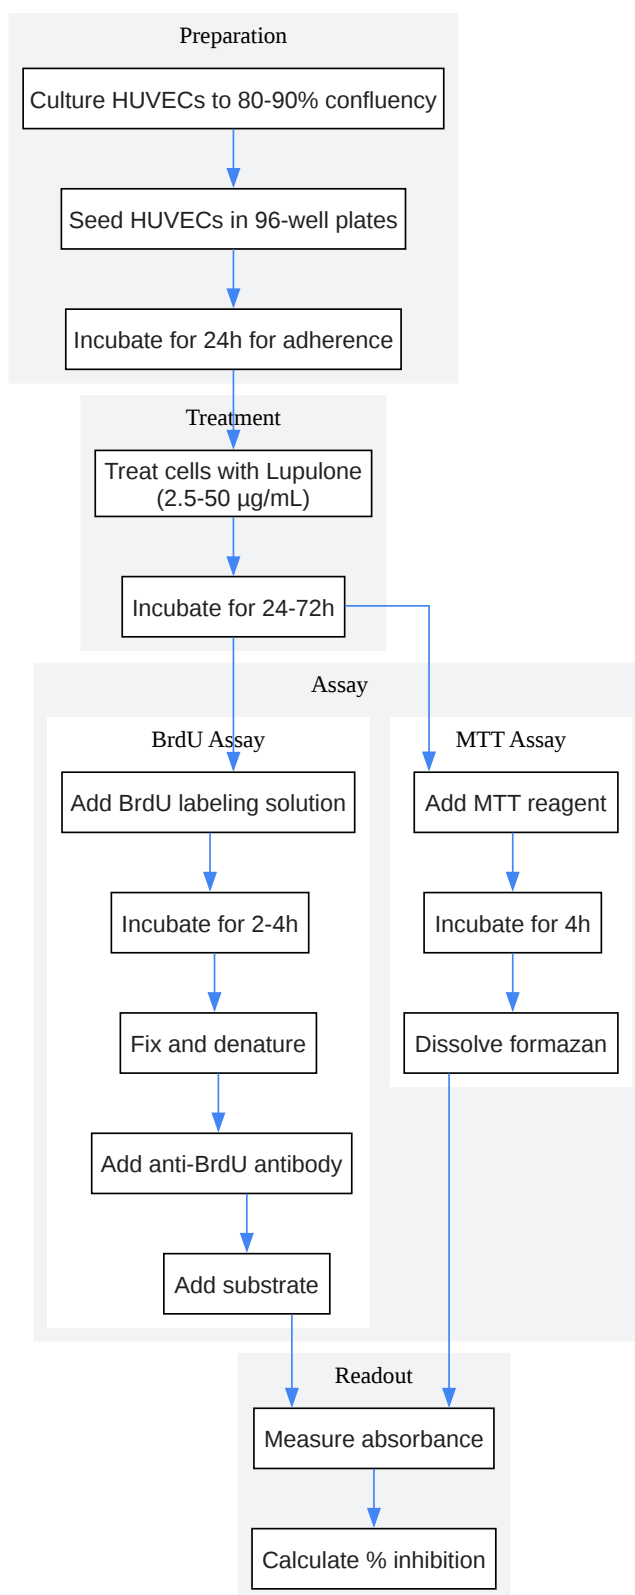 Preparation
Culture HUVECs to 80-90% confluency
Seed HUVECs in 96-well plates
Incubate for 24h for adherence
Treatment
Treat cells with Lupulone
(2.5-50 µg/mL)
Incubate for 24-72h
Assay
BrdU Assay
Add BrdU labeling solution
Incubate for 2-4h
Fix and denature
Add anti-BrdU antibody
Add substrate
MTT Assay
Add MTT reagent
Incubate for 4h
Dissolve formazan
Readout
Measure absorbance
Calculate % inhibition